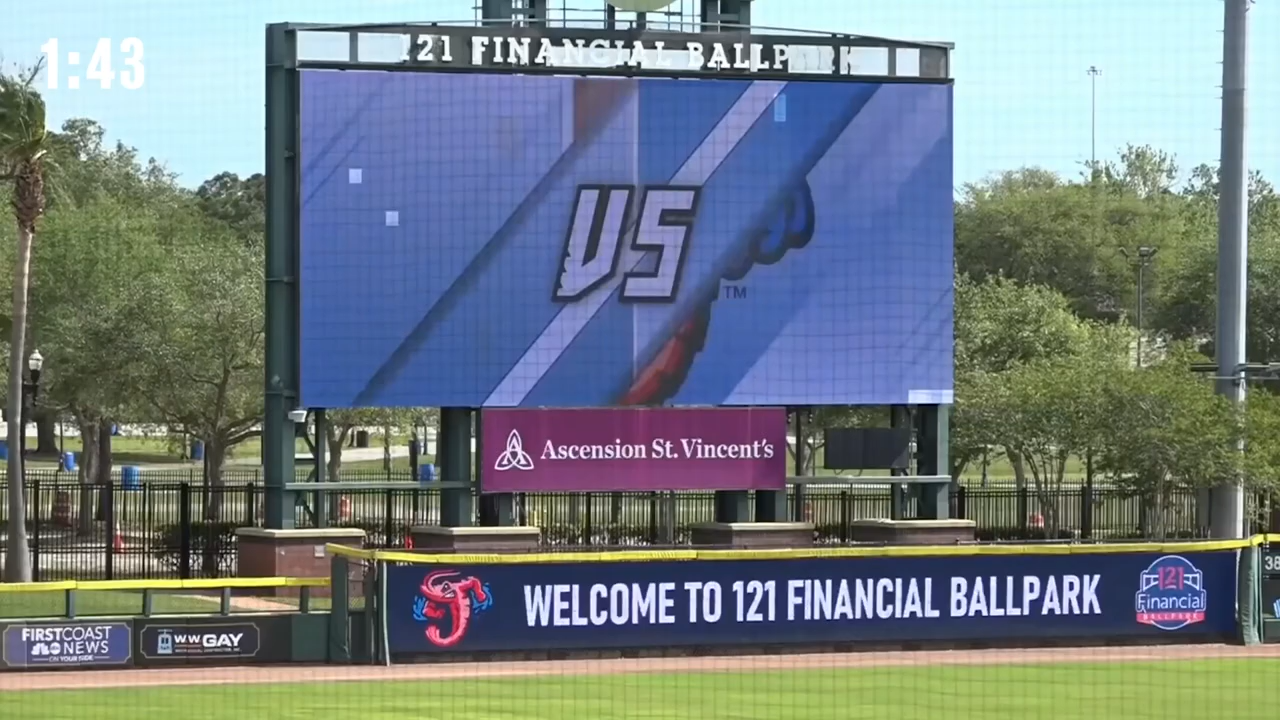 1:43
121 FINANCIAL BALLPARK
VS
TM
Ascension St. Vincent's
WELCOME TO 121 FINANCIAL BALLPARK
121
Financial
BALLPARK
FIRST COAST
NEWS
ON YOUR SIDE
WW GAY
38